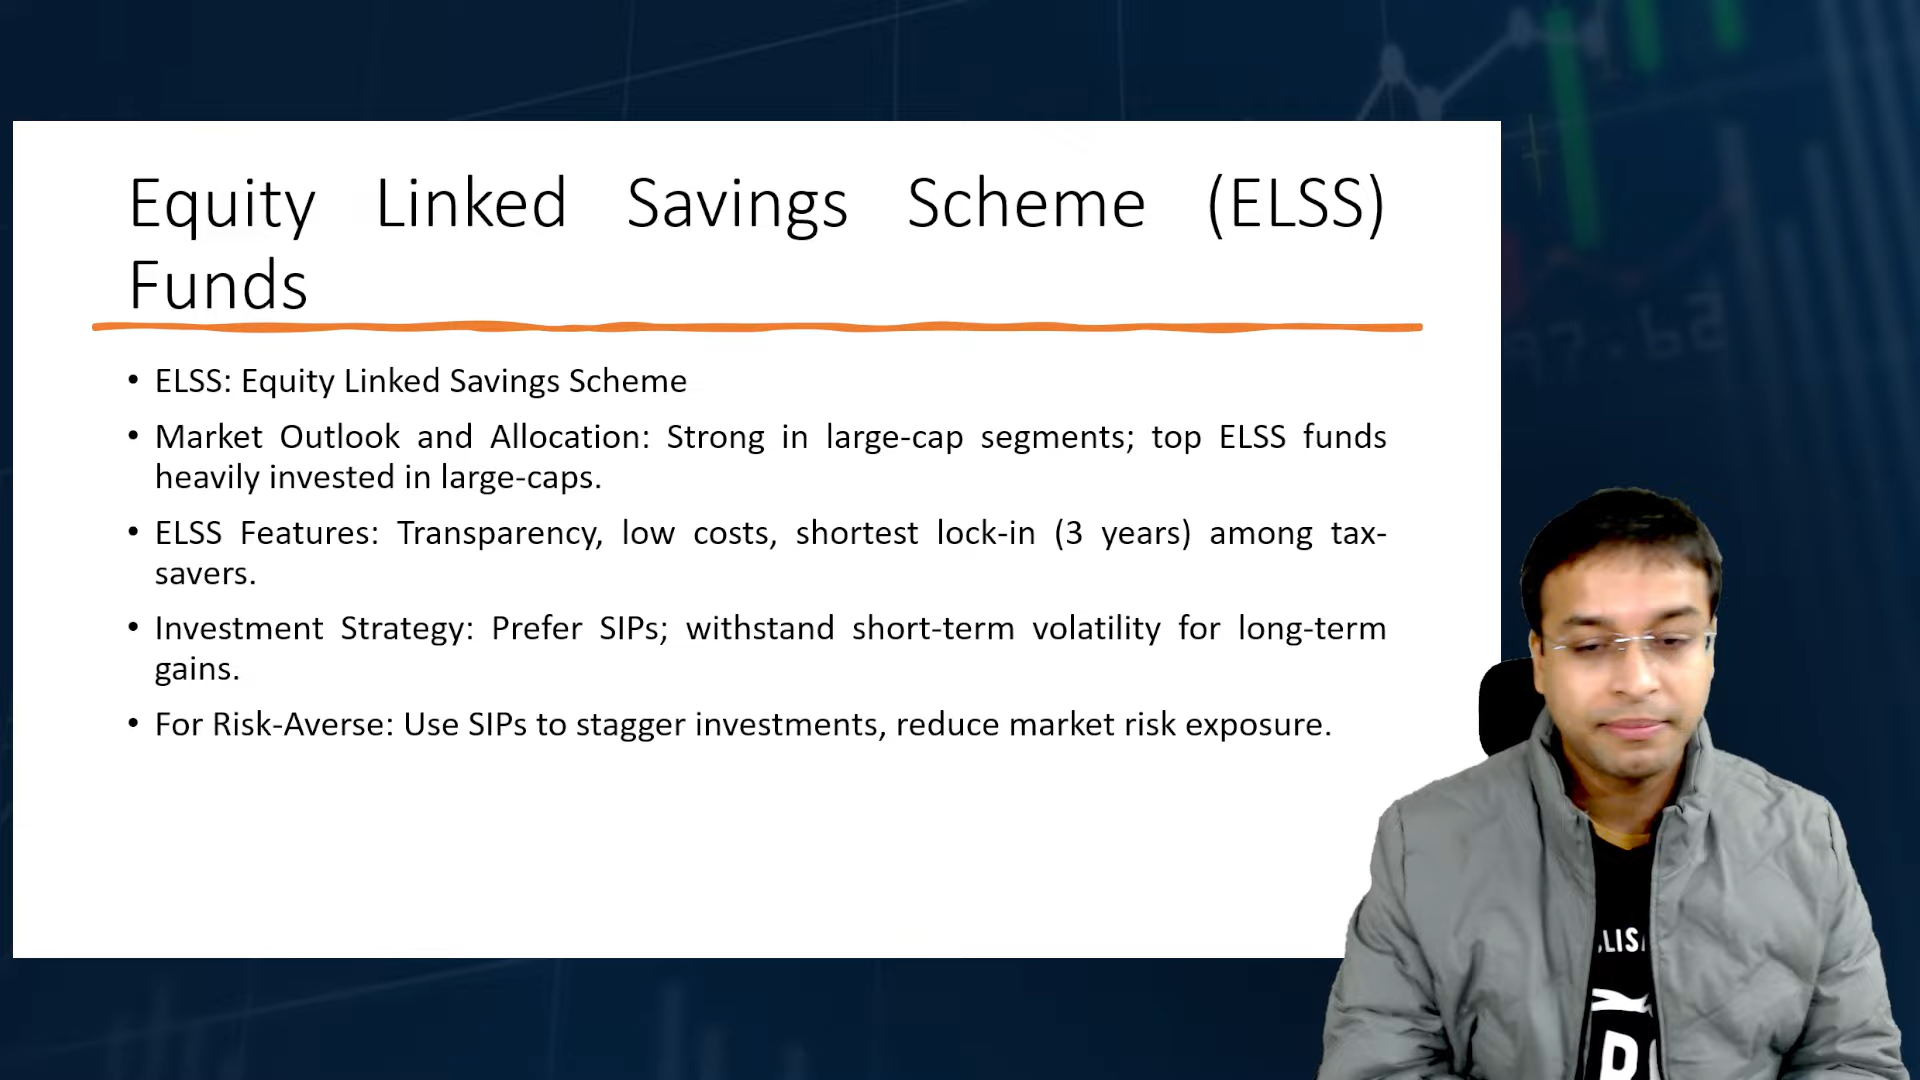 Equity Linked Savings Scheme (ELSS)
Funds
• ELSS: Equity Linked Savings Scheme
• Market Outlook and Allocation: Strong in large-cap segments; top ELSS funds
heavily invested in large-caps.
• ELSS Features: Transparency, low costs, shortest lock-in (3 years) among tax-
savers.
• Investment Strategy: Prefer SIPs; withstand short-term volatility for long-term
gains.
• For Risk-Averse: Use SIPs to stagger investments, reduce market risk exposure.